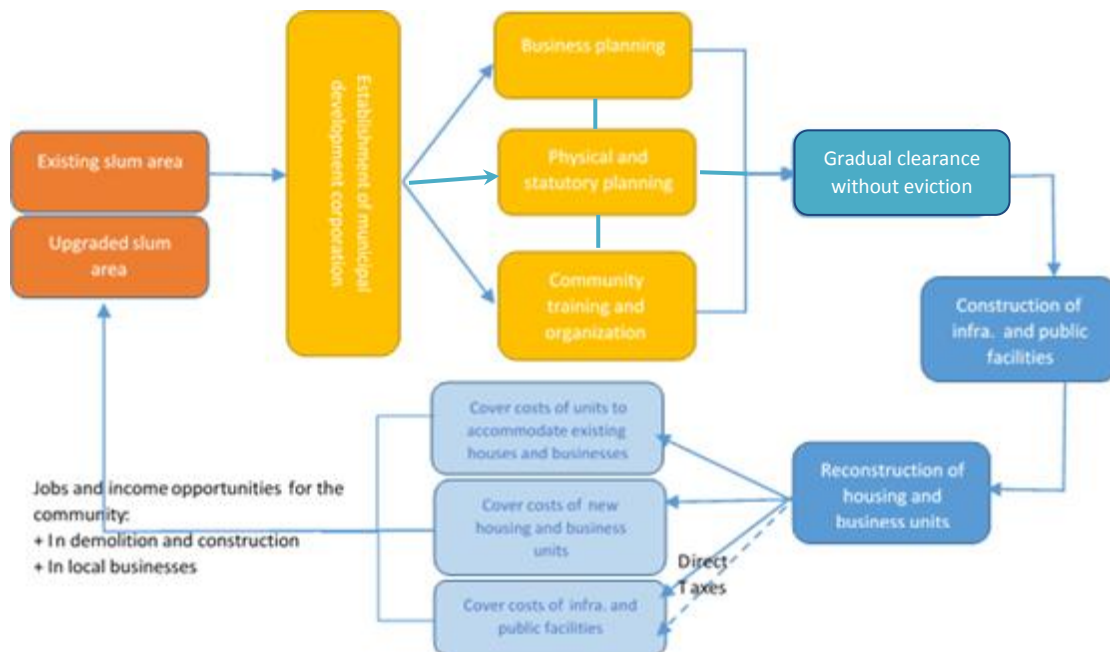 Existing slum area
Upgraded slum
area
Establishment of municipal
development corporation
Business planning
Physical and
statutory planning
Community
training and
organization
Gradual clearance
without eviction
Construction of
infra. and public
facilities
Reconstruction of
housing and
business units
Cover costs of units to
accommodate existing
houses and businesses
Cover costs of new
housing and business
units
Cover costs of infra. and
public facilities
Direct
Taxes
Jobs and income opportunities for the
community:
+ In demolition and construction
+ In local businesses